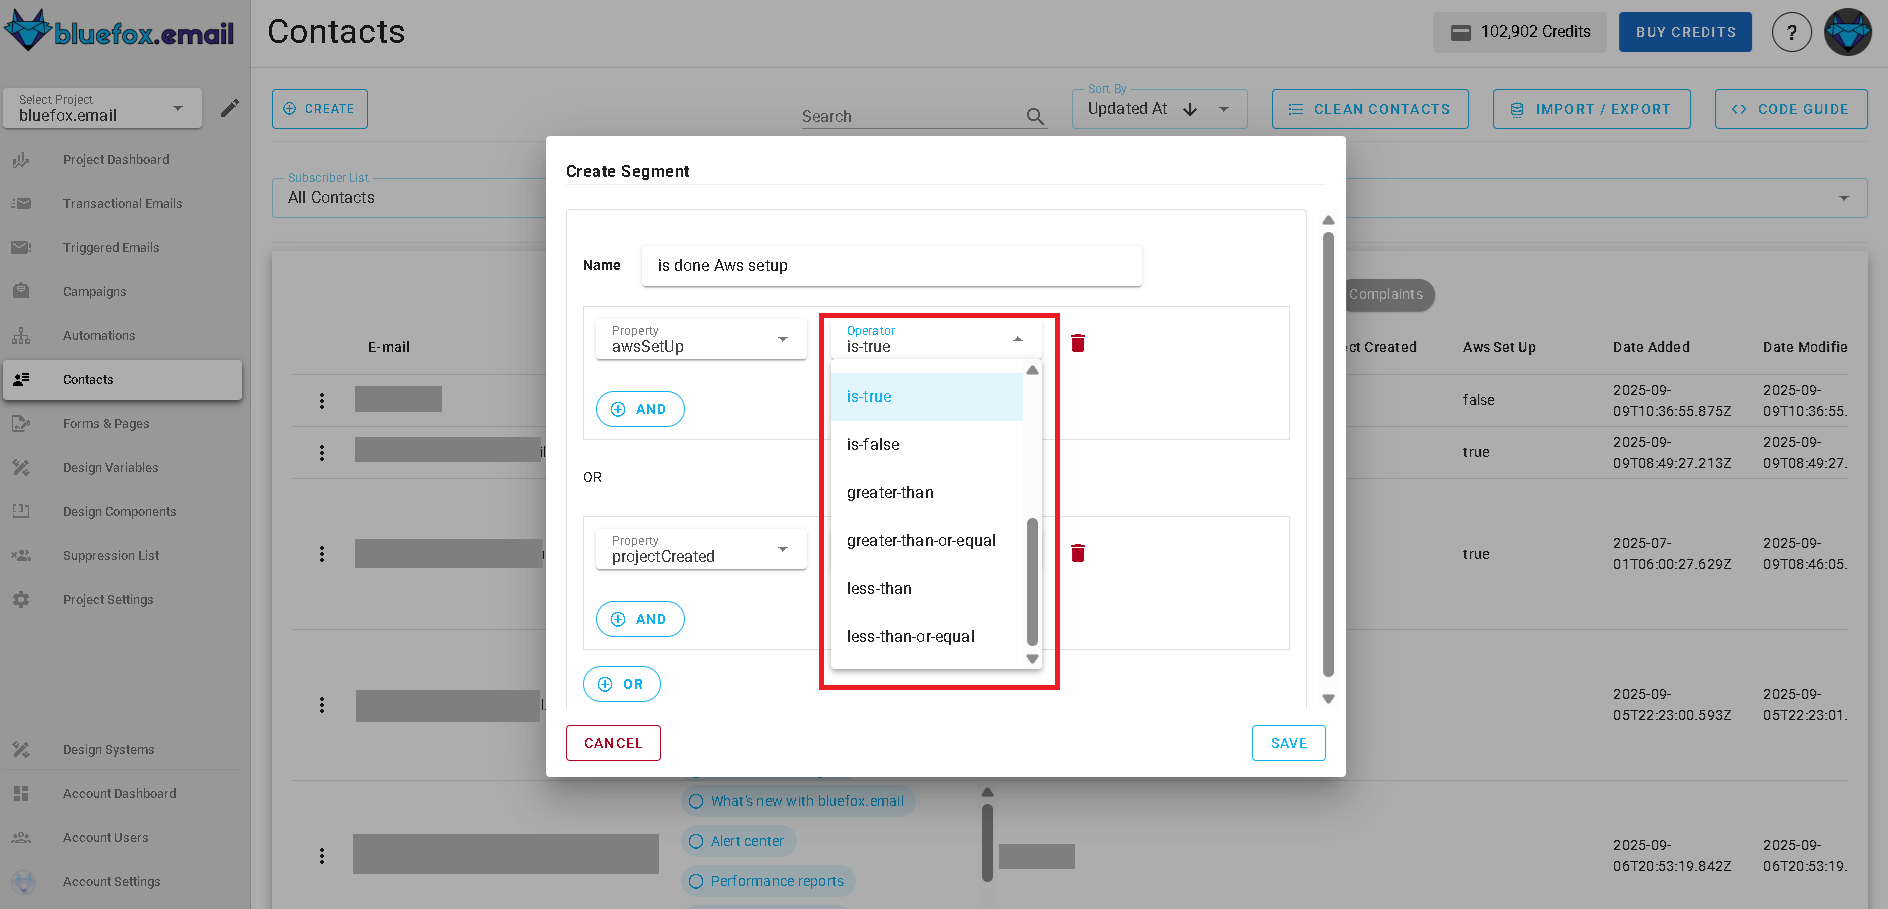 bluefox.email
Contacts
102,902 Credits
BUY CREDITS
?
Select Project
bluefox.email
CREATE
Search
Sort By
Updated At
CLEAN CONTACTS
IMPORT / EXPORT
CODE GUIDE
Project Dashboard
Transactional Emails
Triggered Emails
Campaigns
Automations
Contacts
Forms & Pages
Design Variables
Design Components
Suppression List
Project Settings
Design Systems
Account Dashboard
Account Users
Account Settings
Subscriber List
All Contacts
Complaints
E-mail
ct Created
Aws Set Up
Date Added
Date Modifie
false
2025-09-
09T10:36:55.875Z
2025-09-
09T10:36:55.
il
true
2025-09-
09T08:49:27.213Z
2025-09-
09T08:49:27.
true
2025-07-
01T06:00:27.629Z
2025-09-
09T08:46:05.
2025-09-
05T22:23:00.593Z
2025-09-
05T22:23:01.
What's new with bluefox.email
Alert center
Performance reports
2025-09-
06T20:53:19.842Z
2025-09-
06T20:53:19.
Create Segment
Name
is done Aws setup
Property
awsSetUp
Operator
is-true
is-true
is-false
greater-than
greater-than-or-equal
less-than
less-than-or-equal
AND
OR
Property
projectCreated
AND
OR
CANCEL
SAVE